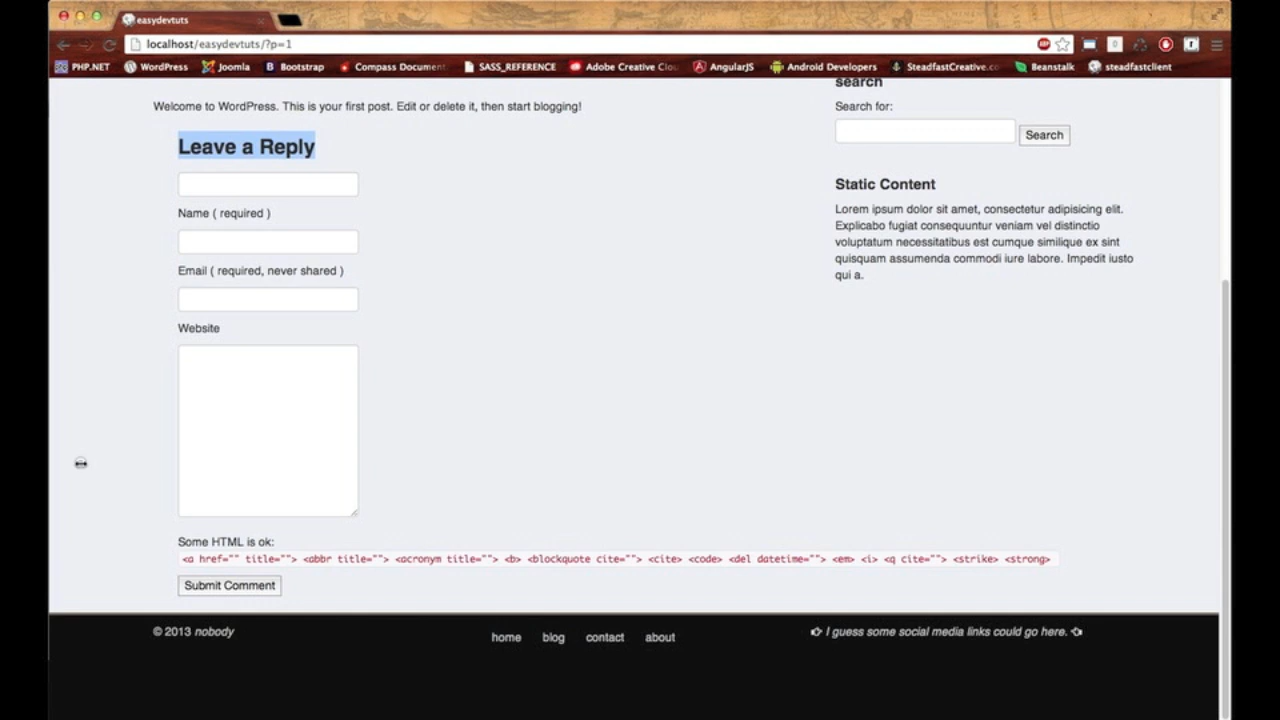 easydevtuts
localhost/easydevtuts/?p=1
PHP.NET WordPress Joomla Bootstrap Compass Document SASS_REFERENCE Adobe Creative Clo AngularJS Android Developers SteadfastCreative.co Beanstalk steadfastclient
search
Welcome to WordPress. This is your first post. Edit or delete it, then start blogging!
Search for:
Search
Leave a Reply
Name ( required )
Email ( required, never shared )
Website
Static Content
Lorem ipsum dolor sit amet, consectetur adipisicing elit.
Explicabo fugiat consequuntur veniam vel distinctio
voluptatum necessitatibus est cumque similique ex sint
quisquam assumenda commodi iure labore. Impedit iusto
qui a.
Some HTML is ok:
<a href="" title=""> <abbr title=""> <acronym title=""> <b> <blockquote cite=""> <cite> <code> <del datetime=""> <em> <i> <q cite=""> <strike> <strong>
Submit Comment
© 2013 nobody
home blog contact about
I guess some social media links could go here.